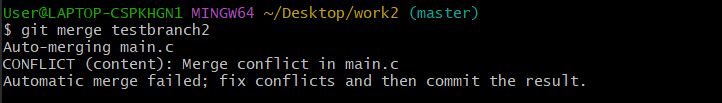 User@LAPTOP-CSPKHGN1 MINGW64 ~/Desktop/work2 (master)
$ git merge testbranch2
Auto-merging main.c
CONFLICT (content): Merge conflict in main.c
Automatic merge failed; fix conflicts and then commit the result.